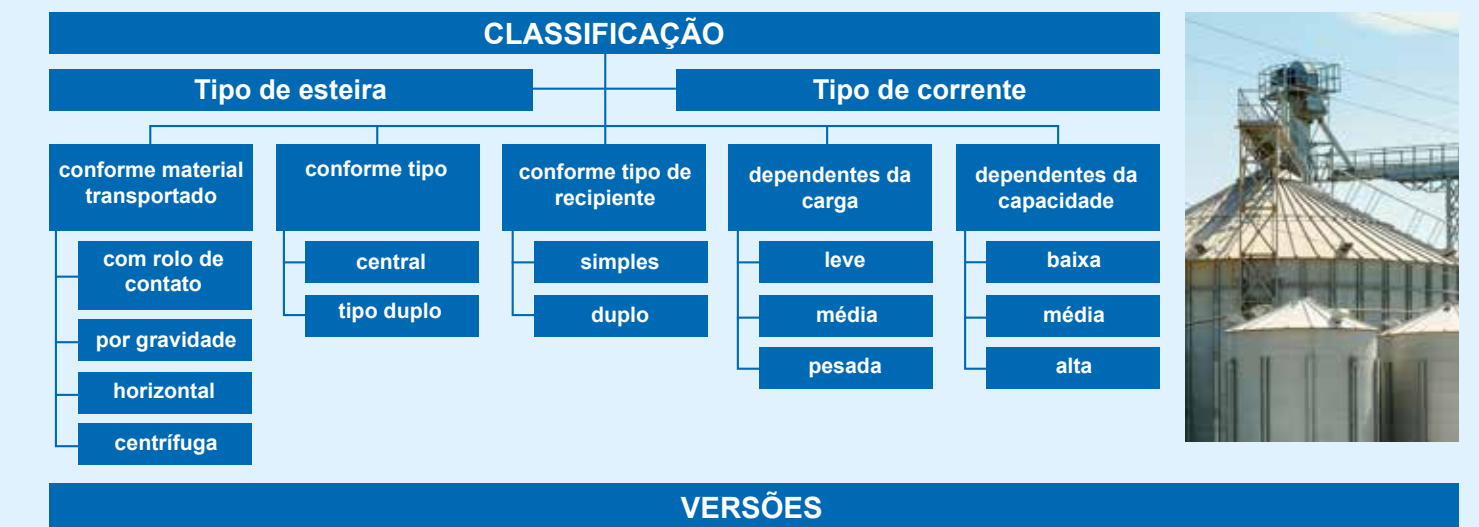 CLASSIFICAÇÃO
Tipo de esteira
Tipo de corrente
conforme material
transportado
com rolo de
contato
por gravidade
horizontal
centrífuga
conforme tipo
central
tipo duplo
conforme tipo de
recipiente
simples
duplo
dependentes da
carga
leve
média
pesada
dependentes da
capacidade
baixa
média
alta
VERSÕES